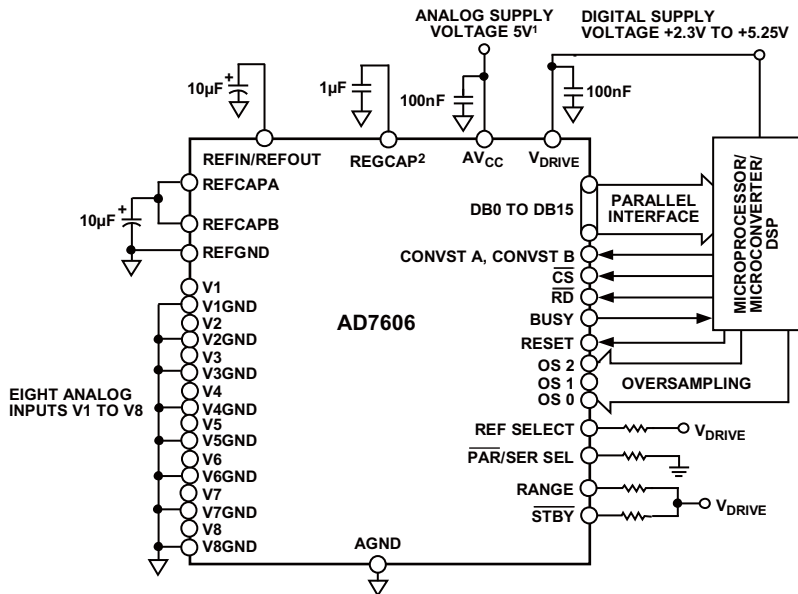 ANALOG SUPPLY
VOLTAGE 5V¹
DIGITAL SUPPLY
VOLTAGE +2.3V TO +5.25V
10µF
+
1µF
100nF
100nF
REFIN/REFOUT
REGCAP²
AVCC
VDRIVE
REFCAPA
10µF
+
REFCAPB
REFGND
DB0 TO DB15
PARALLEL
INTERFACE
MICROPROCESSOR/
MICROCONVERTER/
DSP
CONVST A, CONVST B
CS
RD
BUSY
RESET
OS 2
OS 1
OS 0
OVERSAMPLING
AD7606
V1
V1GND
V2
V2GND
V3
V3GND
V4
V4GND
V5
V5GND
V6
V6GND
V7
V7GND
V8
V8GND
EIGHT ANALOG
INPUTS V1 TO V8
REF SELECT
VDRIVE
PAR/SER SEL
RANGE
STBY
VDRIVE
AGND